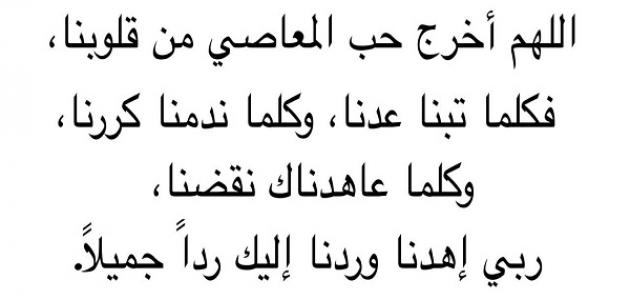 اللهم أخرج حب المعاصي من قلوبنا،
فكلما تبنا عدنا، وكلما ندمنا كررنا،
وكلما عاهدناك نقضنا،
ربي إهدنا وردنا إليك رداً جميلاً.